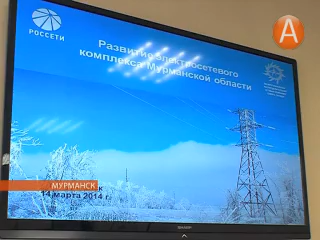 РОССЕТИ
Развитие электросетевого
комплекса Мурманской области
МУРМАНСК
14 марта 2014 г.